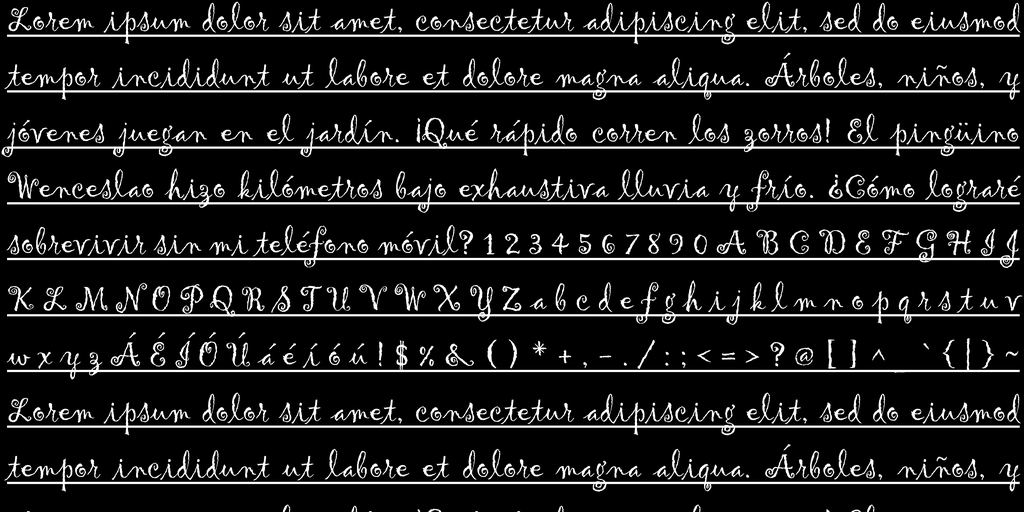 Lorem ipsum dolor sit amet, consectetur adipiscing elit, sed do eiusmod
tempor incididunt ut labore et dolore magna aliqua. Árboles, niños, y
jóvenes juegan en el jardín. ¡Qué rápido corren los zorros! El pingüino
Wenceslao hizo kilómetros bajo exhaustiva lluvia y frío. ¿Cómo lograré
sobrevivir sin mi teléfono móvil? 1 2 3 4 5 6 7 8 9 0 A B C D E F G H I J
K L M N O P Q R S T U V W X Y Z a b c d e f g h i j k l m n o p q r s t u v
w x y z Á É Í Ó Ú á é í ó ú ! $ % & ( ) * + , - . / : ; < = > ? @ [ ] ^ _ ` { | } ~
Lorem ipsum dolor sit amet, consectetur adipiscing elit, sed do eiusmod
tempor incididunt ut labore et dolore magna aliqua. Árboles, niños, y